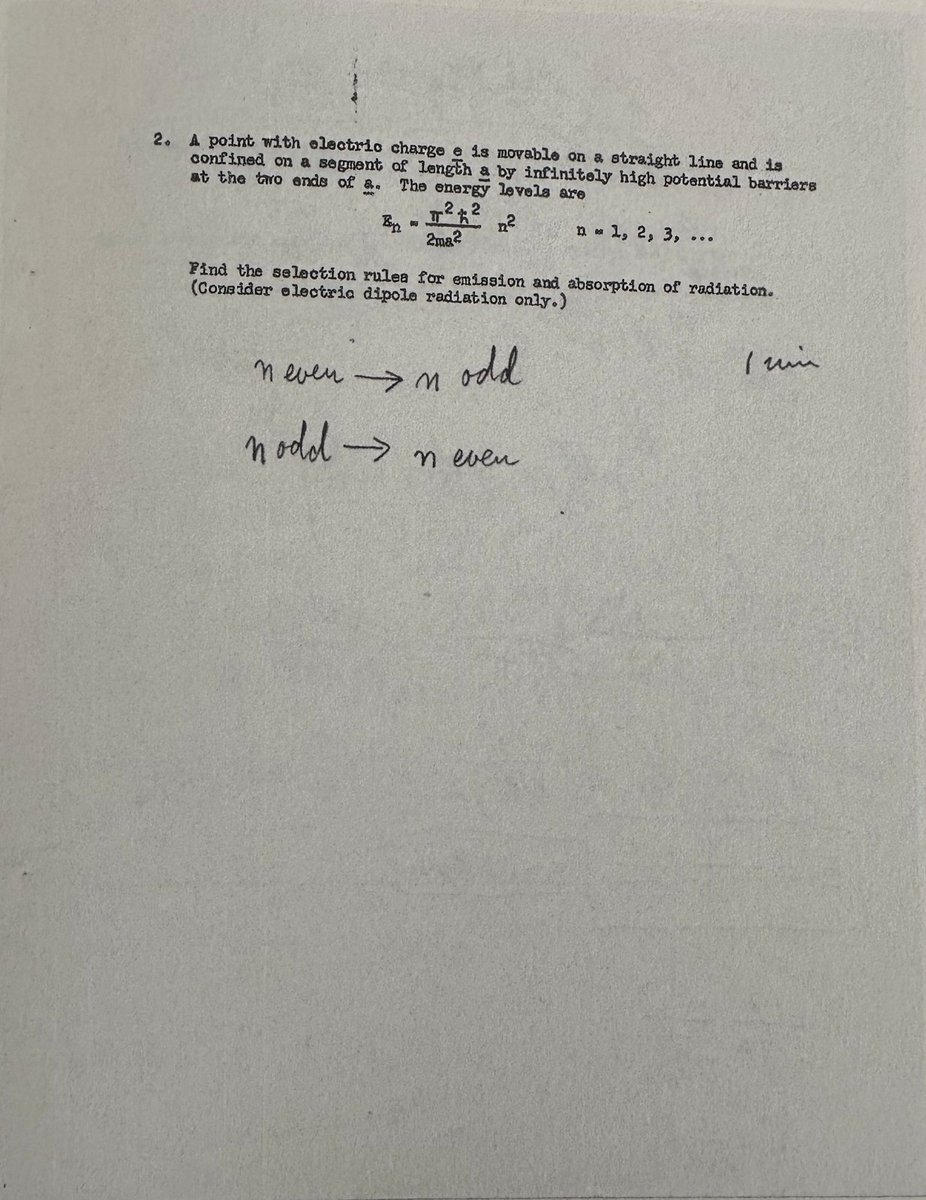 2. A point with electric charge e is movable on a straight line and is
confined on a segment of length a by infinitely high potential barriers
at the two ends of a. The energy levels are
Eₙ = π²ħ²/2ma² n² n = 1, 2, 3, ...
Find the selection rules for emission and absorption of radiation.
(Consider electric dipole radiation only.)
n even → n odd 1 min
n odd → n even